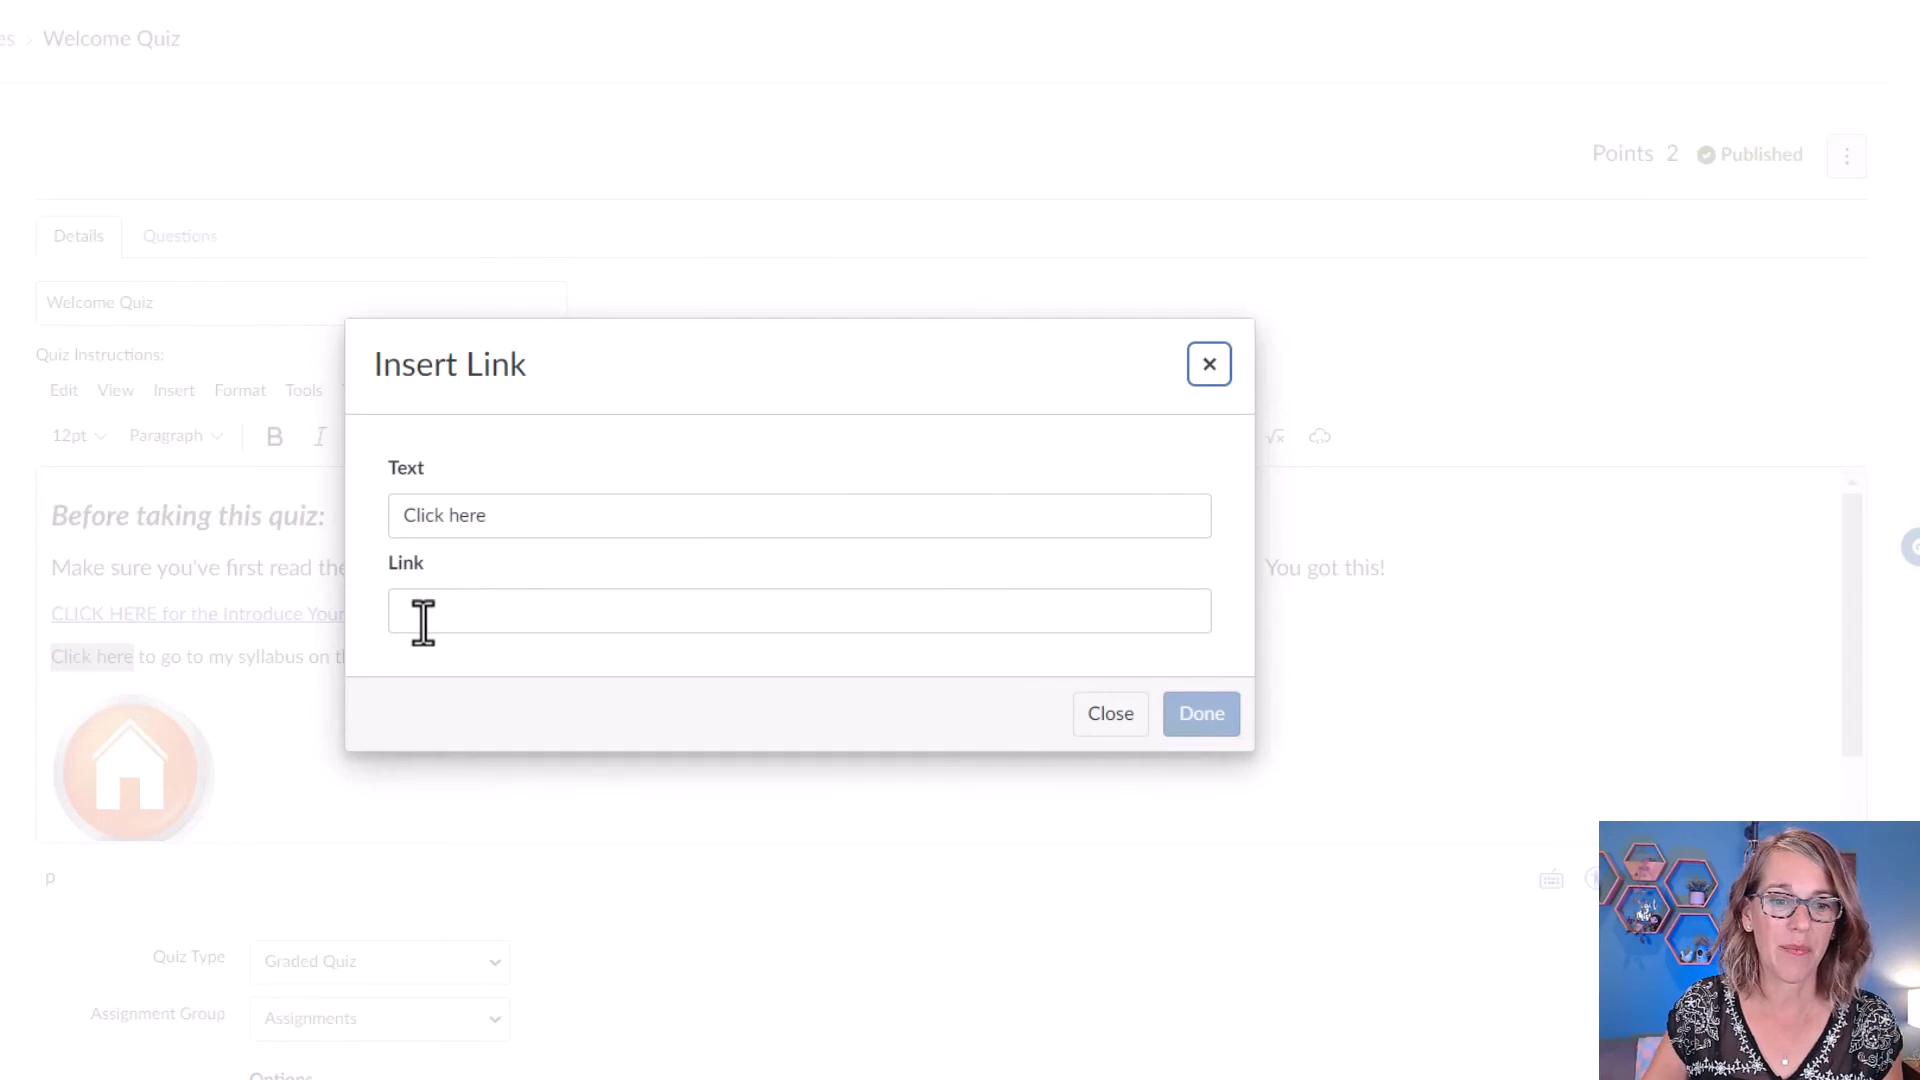 es › Welcome Quiz
Points 2 Published
Details Questions
Welcome Quiz
Quiz Instructions:
Edit View Insert Format Tools
12pt Paragraph B I
Insert Link
Text
Click here
Link
Close Done
Before taking this quiz:
Make sure you've first read the You got this!
CLICK HERE for the Introduce Your
Click here to go to my syllabus on
p
Quiz Type Graded Quiz
Assignment Group Assignments
Options